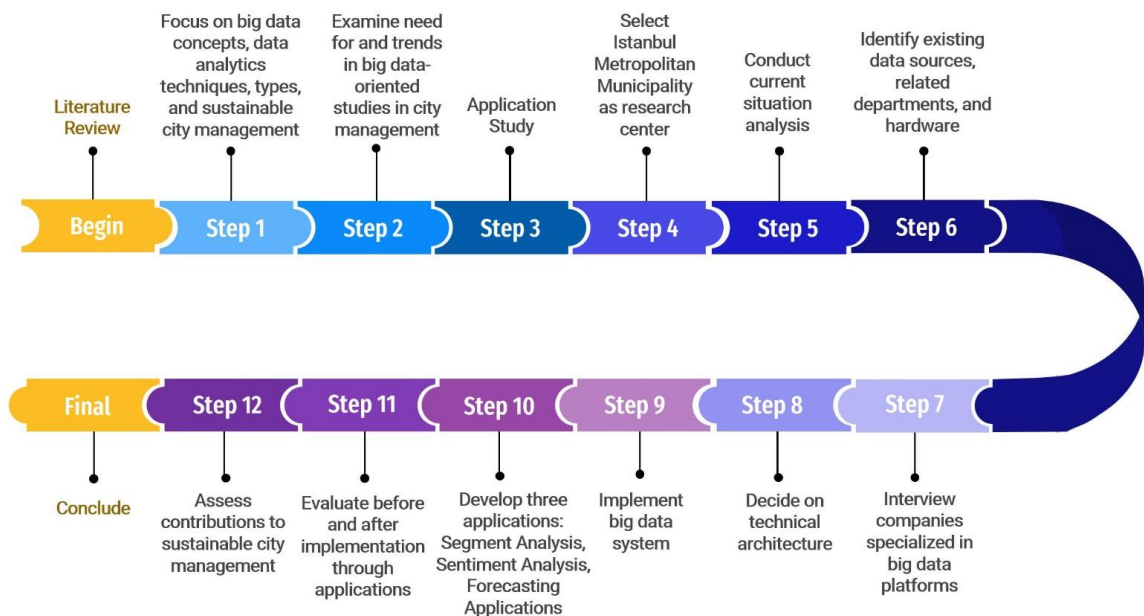 Literature
Review
Focus on big data
concepts, data
analytics
techniques, types,
and sustainable
city management
Examine need
for and trends
in big data-
oriented
studies in city
management
Application
Study
Select
Istanbul
Metropolitan
Municipality
as research
center
Conduct
current
situation
analysis
Identify existing
data sources,
related
departments, and
hardware
Begin
Step 1
Step 2
Step 3
Step 4
Step 5
Step 6
Step 7
Step 8
Step 9
Step 10
Step 11
Step 12
Final
Interview
companies
specialized in
big data
platforms
Decide on
technical
architecture
Implement
big data
system
Develop three
applications:
Segment Analysis,
Sentiment Analysis,
Forecasting
Applications
Evaluate before
and after
implementation
through
applications
Assess
contributions to
sustainable city
management
Conclude